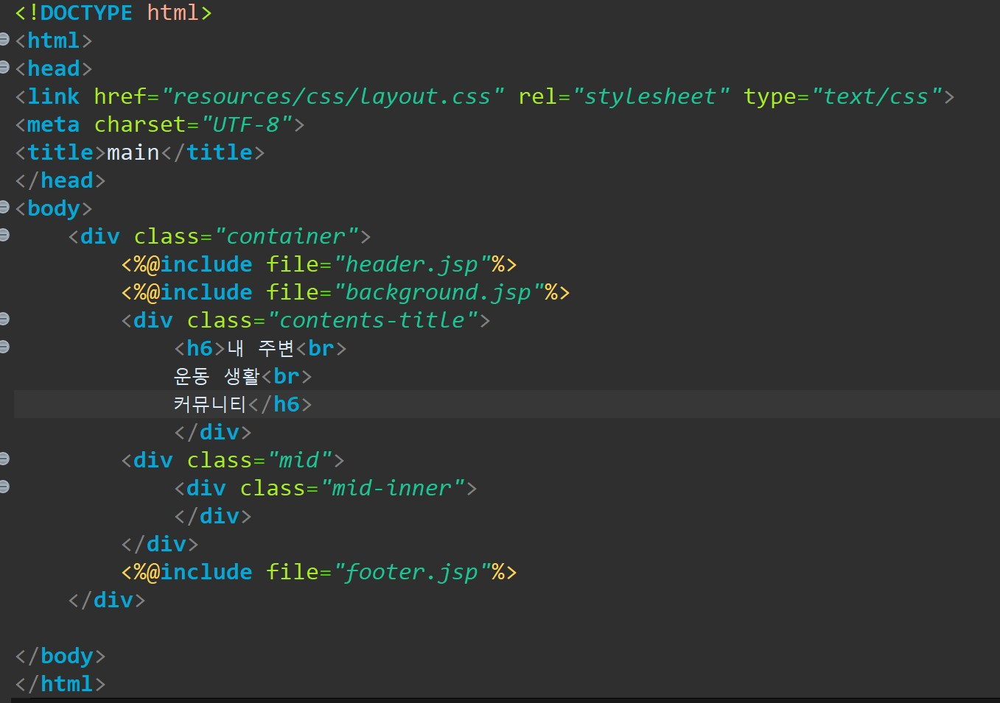 <!DOCTYPE html>
<html>
<head>
<link href="resources/css/layout.css" rel="stylesheet" type="text/css">
<meta charset="UTF-8">
<title>main</title>
</head>
<body>
    <div class="container">
        <%@include file="header.jsp"%>
        <%@include file="background.jsp"%>
        <div class="contents-title">
            <h6>내 주변<br>
            운동 생활<br>
            커뮤니티</h6>
            </div>
        <div class="mid">
            <div class="mid-inner">
            </div>
        </div>
        <%@include file="footer.jsp"%>
    </div>

</body>
</html>